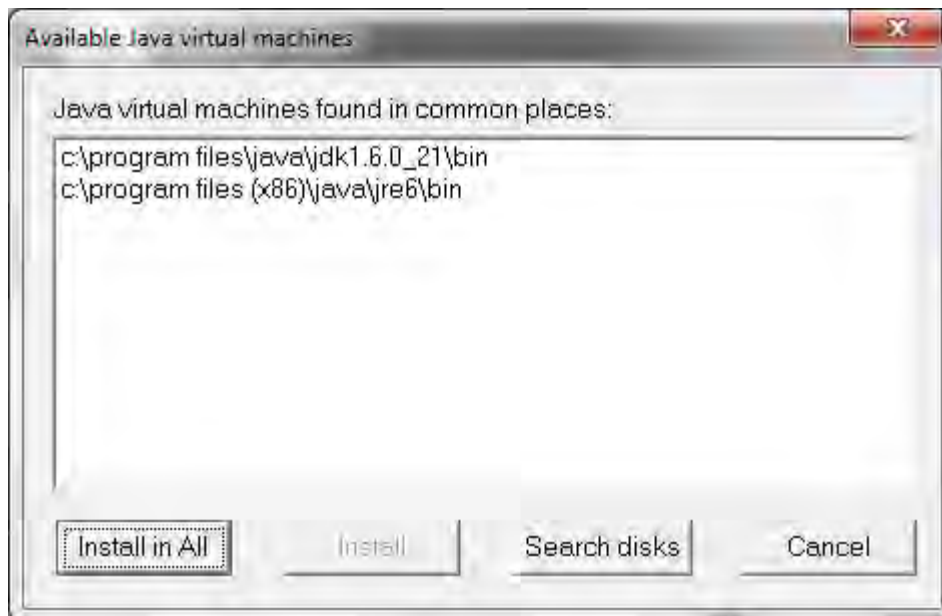 Available Java virtual machines
Java virtual machines found in common places:
c:\program files\java\jdk1.6.0_21\bin
c:\program files (x86)\java\jre6\bin
Install in All
Install
Search disks
Cancel